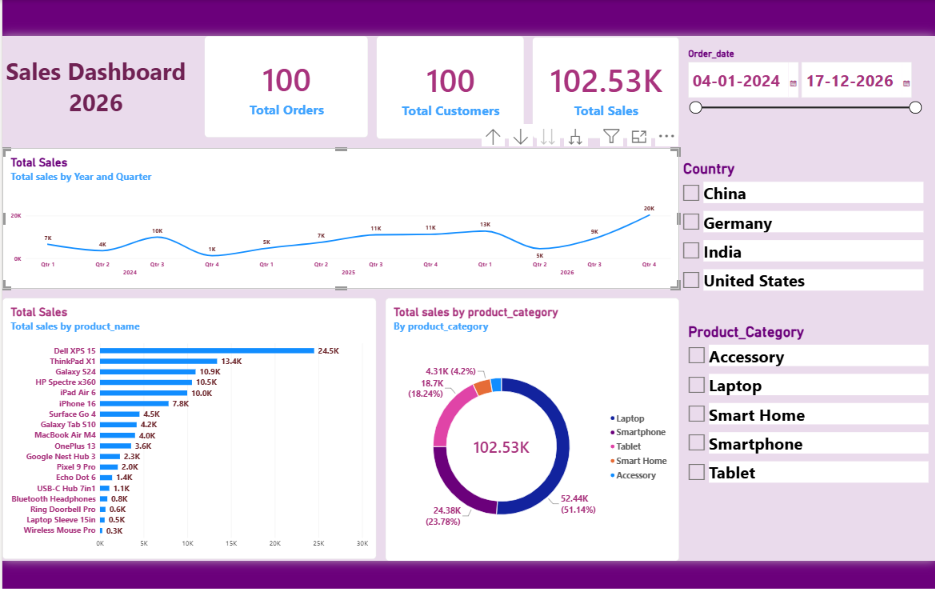 Sales Dashboard
2026
100
Total Orders
100
Total Customers
102.53K
Total Sales
Order_date
04-01-2024
17-12-2026
Total Sales
Total sales by Year and Quarter
20K
0K
7K
4K
10K
1K
5K
7K
11K
11K
13K
5K
9K
20K
Qtr 1
Qtr 2
Qtr 3
Qtr 4
Qtr 1
Qtr 2
Qtr 3
Qtr 4
Qtr 1
Qtr 2
Qtr 3
Qtr 4
2024
2025
2026
Country
China
Germany
India
United States
Total Sales
Total sales by product_name
Dell XPS 15 24.5K
ThinkPad X1 13.4K
Galaxy S24 10.9K
HP Spectre x360 10.5K
iPad Air 6 10.0K
iPhone 16 7.8K
Surface Go 4 4.5K
Galaxy Tab S10 4.2K
MacBook Air M4 4.0K
OnePlus 13 3.6K
Google Nest Hub 3 2.3K
Pixel 9 Pro 2.0K
Echo Dot 6 1.4K
USB-C Hub 7in1 1.1K
Bluetooth Headphones 0.8K
Ring Doorbell Pro 0.6K
Laptop Sleeve 15in 0.5K
Wireless Mouse Pro 0.3K
0K 5K 10K 15K 20K 25K 30K
Total sales by product_category
By product_category
4.31K (4.2%)
18.7K
(18.24%)
102.53K
24.38K
(23.78%)
52.44K
(51.14%)
Laptop
Smartphone
Tablet
Smart Home
Accessory
Product_Category
Accessory
Laptop
Smart Home
Smartphone
Tablet